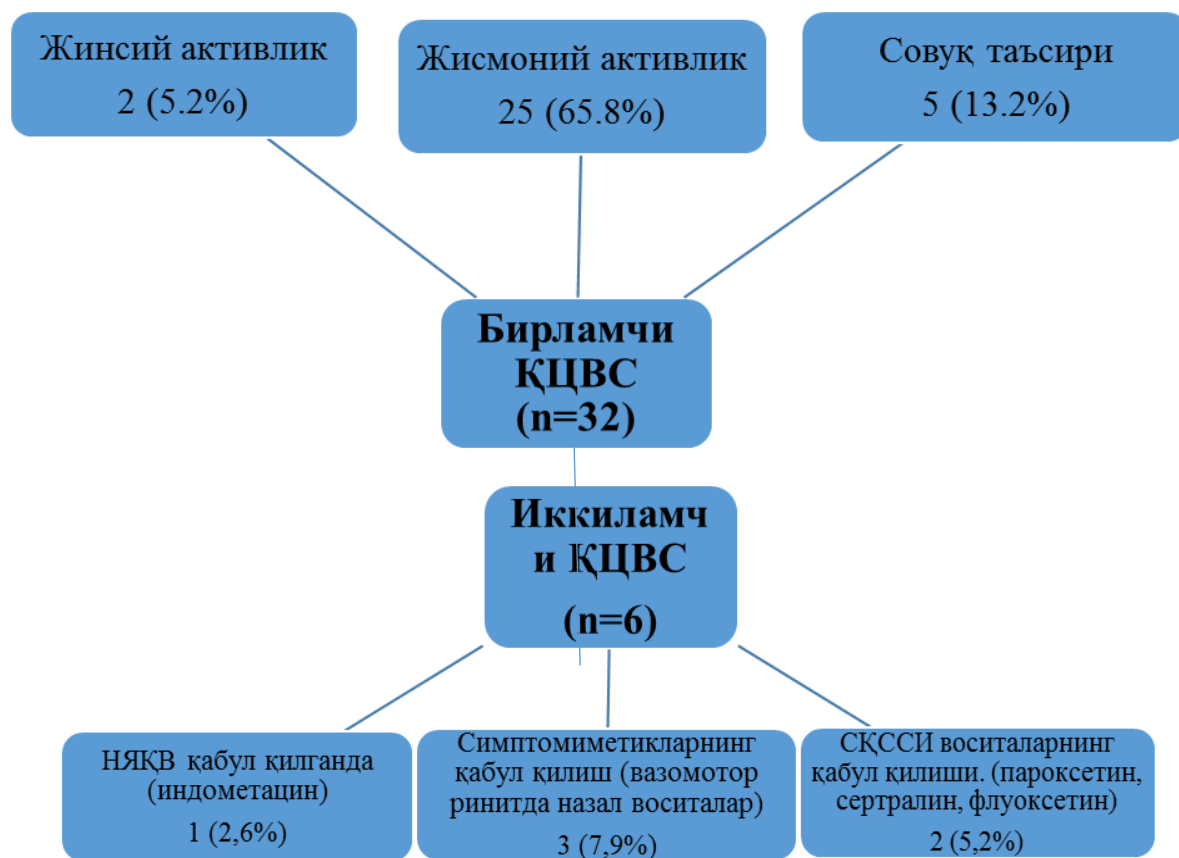 Жинсий активлик
2 (5.2%)
Жисмоний активлик
25 (65.8%)
Совуқ таъсири
5 (13.2%)
Бирламчи
ҚЦВС
(n=32)
Иккиламч
и ҚЦВС
(n=6)
НЯҚВ қабул қилганда
(индометацин)
1 (2,6%)
Симптомиметикларнинг
қабул қилиш (вазомотор
ринитда назал воситалар)
3 (7,9%)
СҚССИ воситаларнинг
қабул қилиши. (пароксетин,
сертралин, флуоксетин)
2 (5,2%)